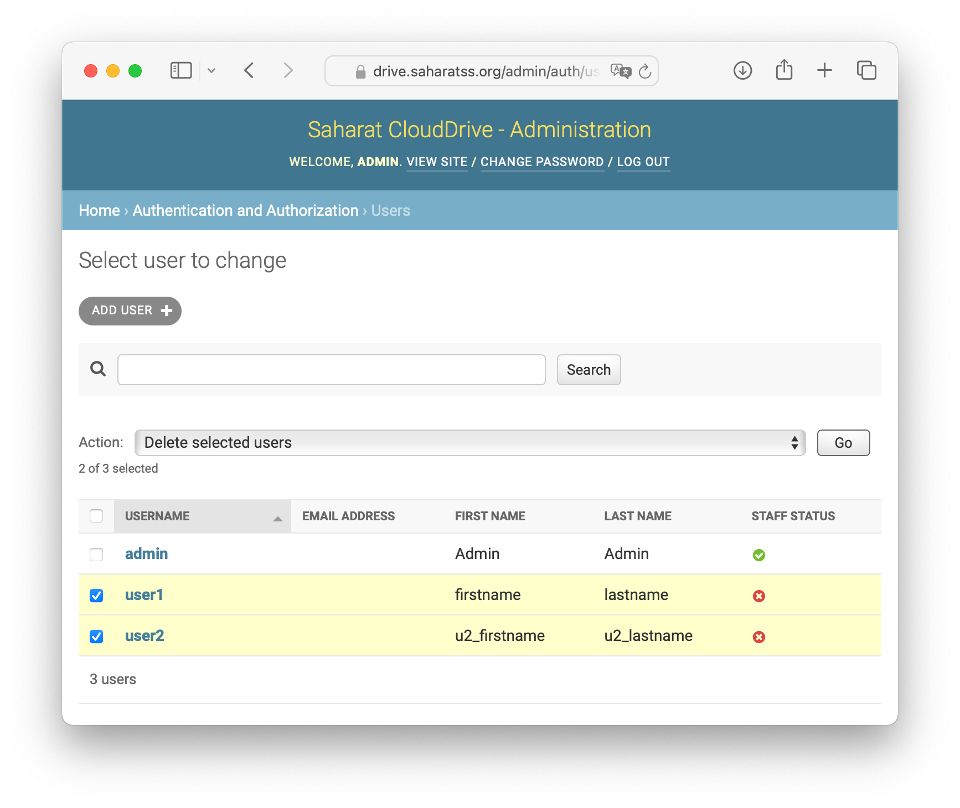 drive.saharatss.org/admin/auth/us
Saharat CloudDrive - Administration
WELCOME, ADMIN. VIEW SITE / CHANGE PASSWORD / LOG OUT
Home › Authentication and Authorization › Users
Select user to change
ADD USER +
Search
Action: Delete selected users Go
2 of 3 selected
USERNAME EMAIL ADDRESS FIRST NAME LAST NAME STAFF STATUS
admin Admin Admin
user1 firstname lastname
user2 u2_firstname u2_lastname
3 users